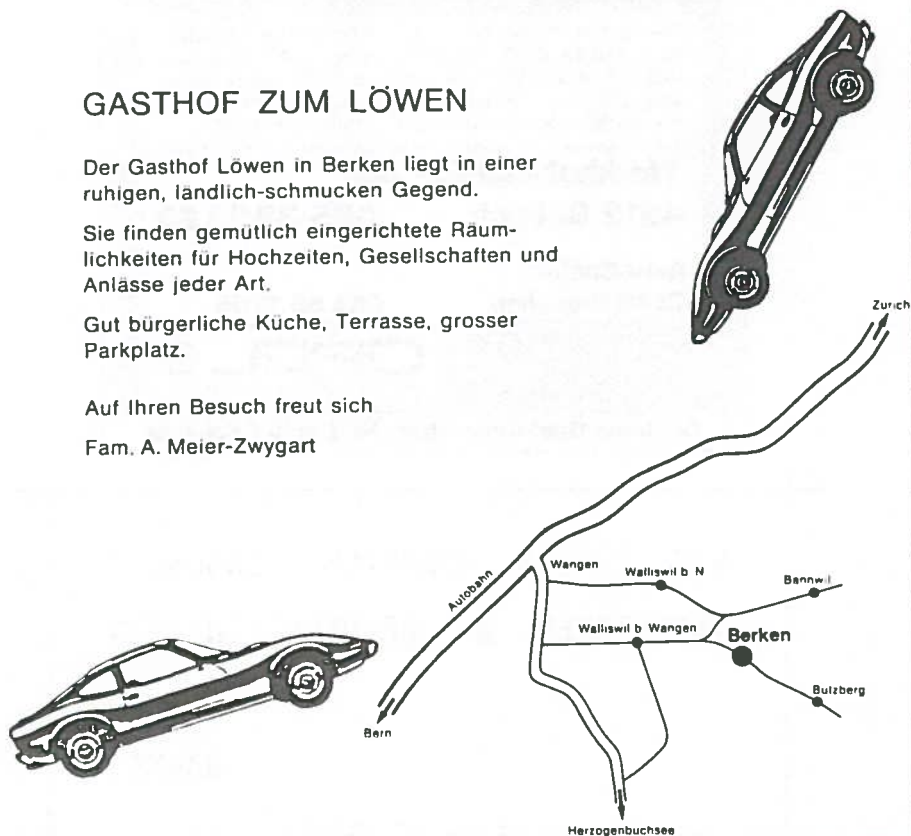 GASTHOF ZUM LÖWEN
Der Gasthof Löwen in Berken liegt in einer
ruhigen, ländlich-schmucken Gegend.
Sie finden gemütlich eingerichtete Räum-
lichkeiten für Hochzeiten, Gesellschaften und
Anlässe jeder Art.
Gut bürgerliche Küche, Terrasse, grosser
Parkplatz.
Auf Ihren Besuch freut sich
Fam. A. Meier-Zwygart
Zürich
Autobahn
Wangen
Walliswil b N
Bannwil
Walliswil b Wangen
Berken
Bützberg
Bern
Herzogenbuchsee